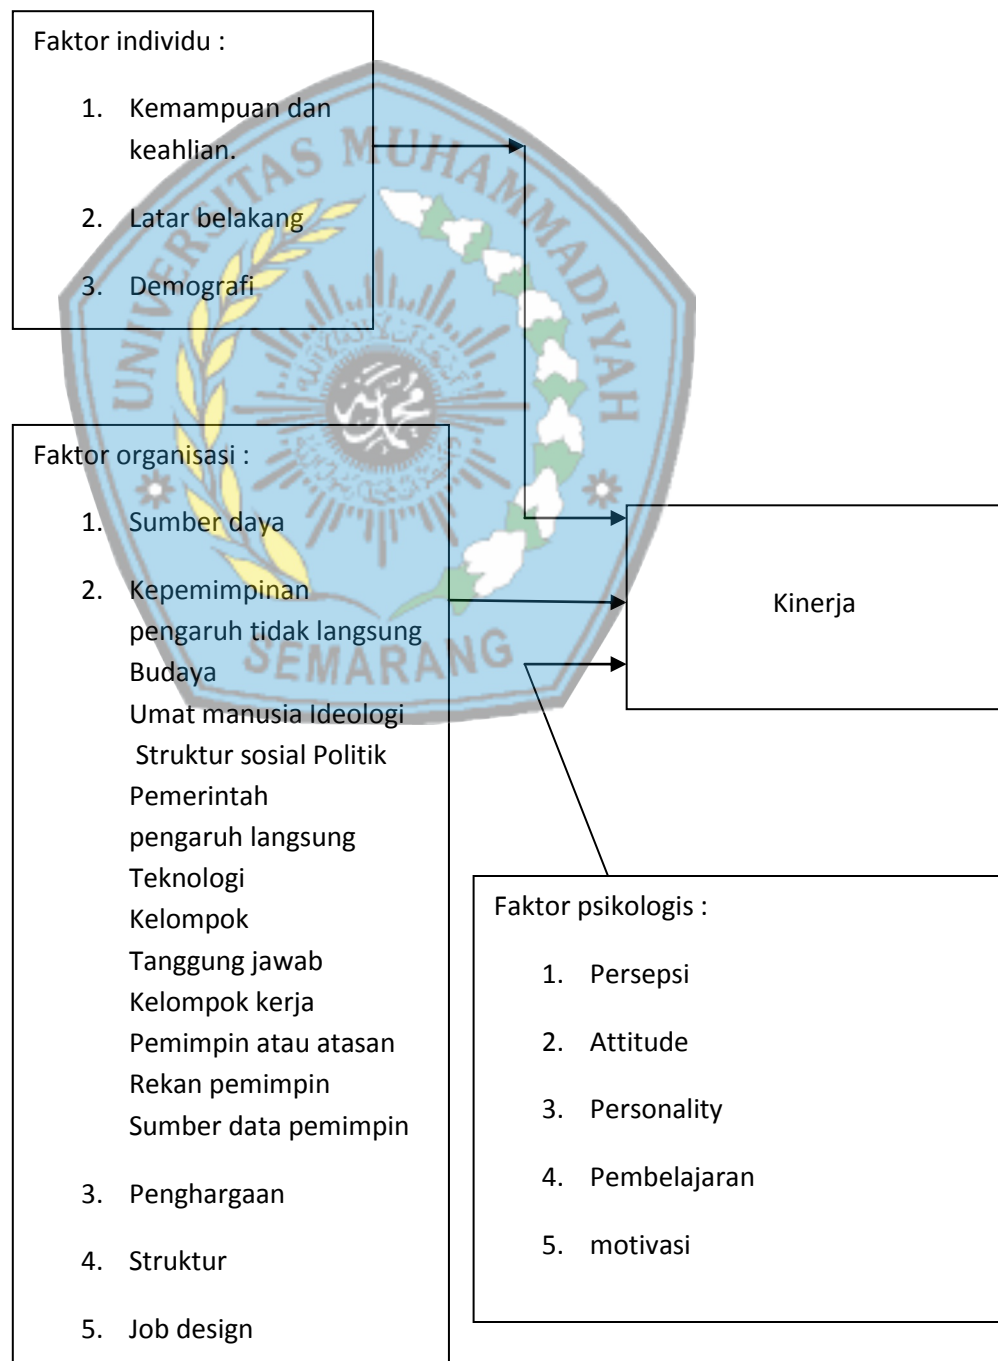 Faktor individu :
1. Kemampuan dan
keahlian.
2. Latar belakang
3. Demografi
UNIVERSITAS MUHAMMADIYAH
SEMARANG
Faktor organisasi :
1. Sumber daya
2. Kepemimpinan
pengaruh tidak langsung
Budaya
Umat manusia Ideologi
Struktur sosial Politik
Pemerintah
pengaruh langsung
Teknologi
Kelompok
Tanggung jawab
Kelompok kerja
Pemimpin atau atasan
Rekan pemimpin
Sumber data pemimpin
3. Penghargaan
4. Struktur
5. Job design
Kinerja
Faktor psikologis :
1. Persepsi
2. Attitude
3. Personality
4. Pembelajaran
5. motivasi